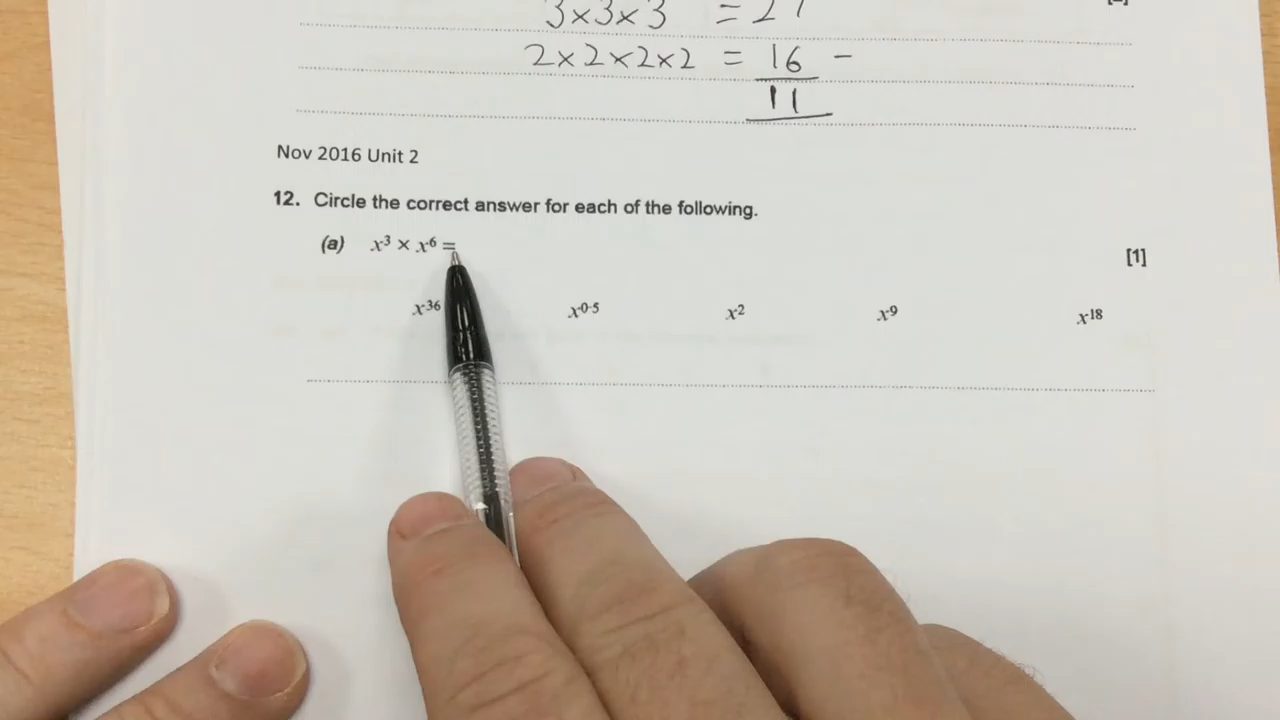 3×3×3 = 27
2×2×2×2 = 16 –
11
Nov 2016 Unit 2
12. Circle the correct answer for each of the following.
(a) x³ × x⁶ = [1]
x³⁶ x⁰·⁵ x² x⁹ x¹⁸